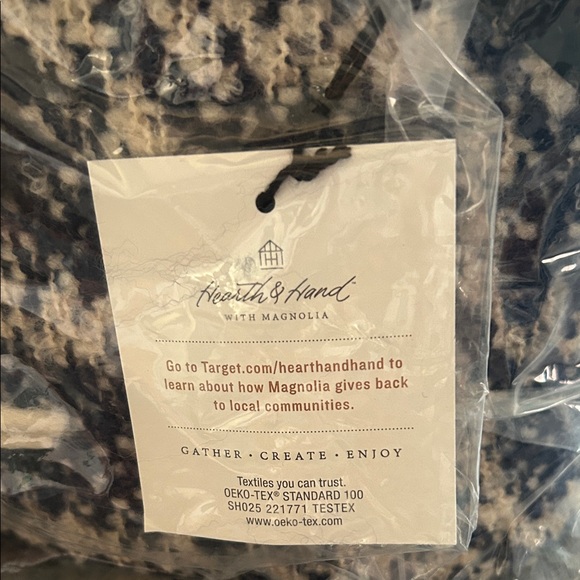 Hearth & Hand™
WITH MAGNOLIA
Go to Target.com/hearthandhand to
learn about how Magnolia gives back
to local communities.
GATHER • CREATE • ENJOY
Textiles you can trust.
OEKO-TEX® STANDARD 100
SH025 221771 TESTEX
www.oeko-tex.com